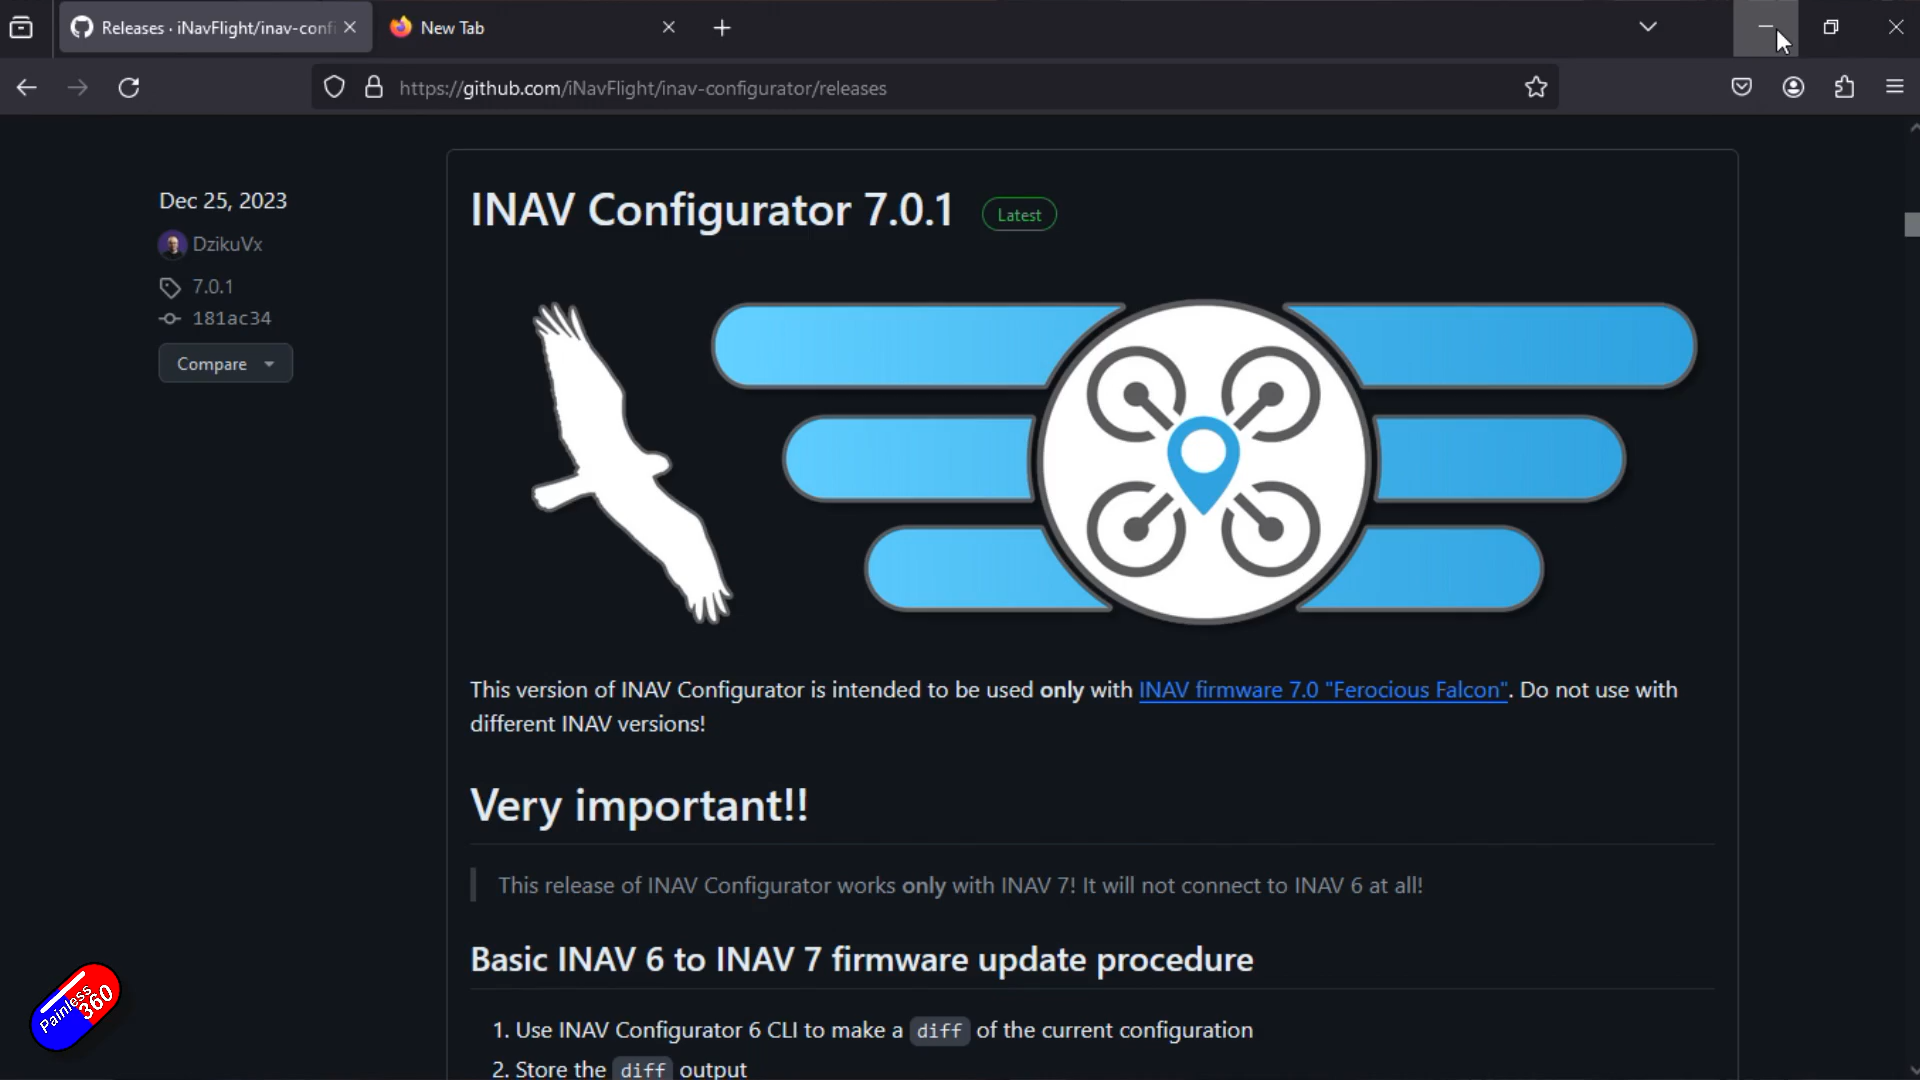 Releases · iNavFlight/inav-confi
New Tab
https://github.com/iNavFlight/inav-configurator/releases
Dec 25, 2023
DzikuVx
7.0.1
181ac34
Compare
INAV Configurator 7.0.1
Latest
This version of INAV Configurator is intended to be used only with INAV firmware 7.0 "Ferocious Falcon". Do not use with
different INAV versions!
Very important!!
This release of INAV Configurator works only with INAV 7! It will not connect to INAV 6 at all!
Basic INAV 6 to INAV 7 firmware update procedure
1. Use INAV Configurator 6 CLI to make a diff of the current configuration
2. Store the diff output
Painless
360